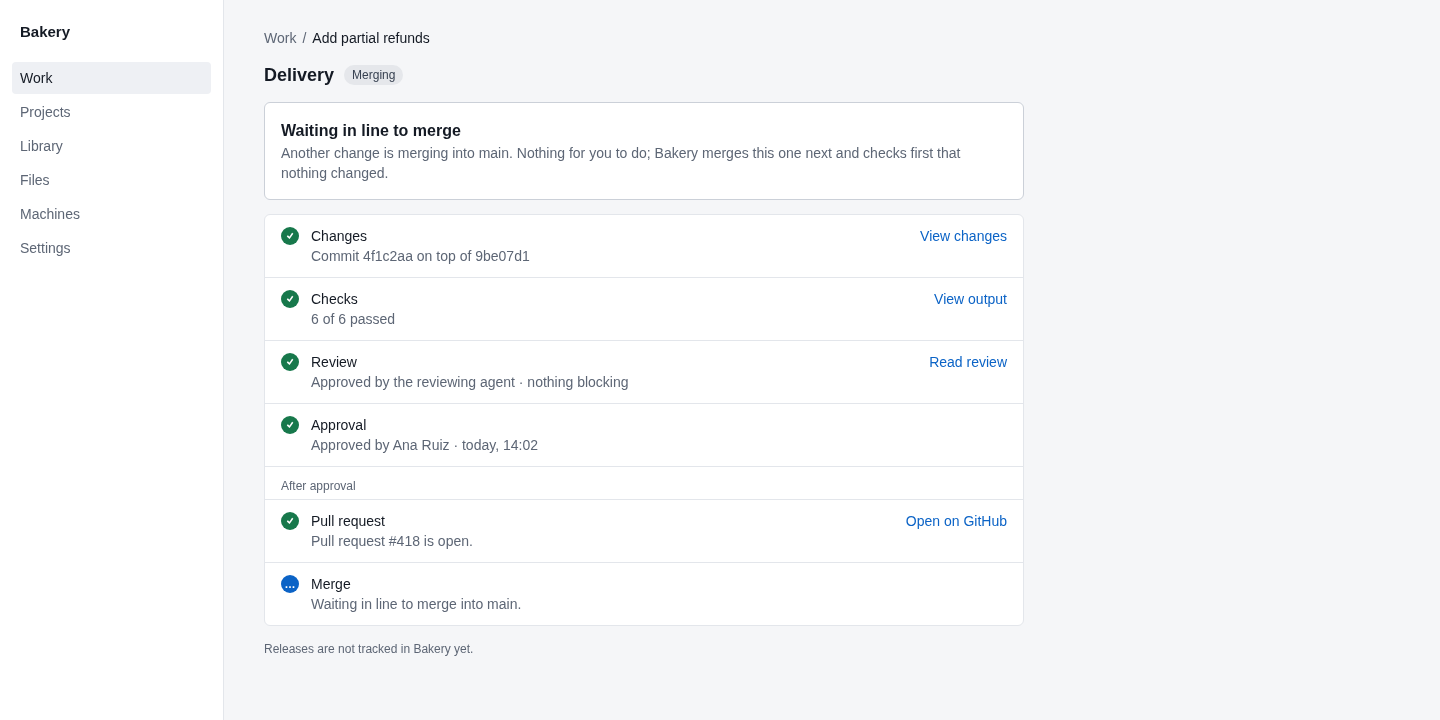 Bakery
Work
Projects
Library
Files
Machines
Settings
Work / Add partial refunds
Delivery Merging
Waiting in line to merge
Another change is merging into main. Nothing for you to do; Bakery merges this one next and checks first that
nothing changed.
Changes View changes
Commit 4f1c2aa on top of 9be07d1
Checks View output
6 of 6 passed
Review Read review
Approved by the reviewing agent · nothing blocking
Approval
Approved by Ana Ruiz · today, 14:02
After approval
Pull request Open on GitHub
Pull request #418 is open.
Merge
Waiting in line to merge into main.
Releases are not tracked in Bakery yet.